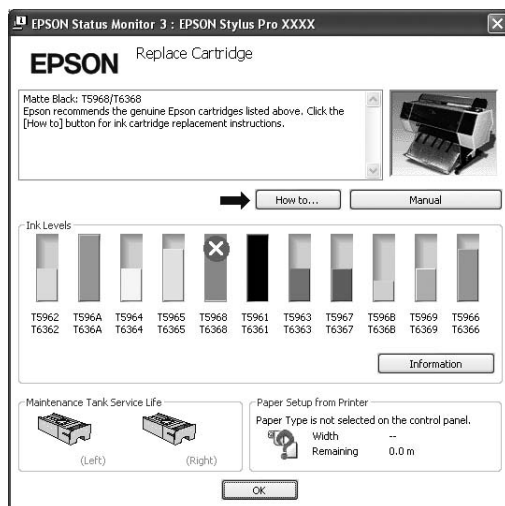 EPSON Status Monitor 3 : EPSON Stylus Pro XXXX
EPSON
Replace Cartridge
Matte Black: T5968/T6368
Epson recommends the genuine Epson cartridges listed above. Click the
[How to] button for ink cartridge replacement instructions.
How to...
Manual
Ink Levels
T5962 T596A T5964 T5965 T5968 T5961 T5963 T5967 T596B T5969 T5966
T6362 T636A T6364 T6365 T6368 T6361 T6363 T6367 T636B T6369 T6366
Information
Maintenance Tank Service Life
(Left) (Right)
Paper Setup from Printer
Paper Type is not selected on the control panel.
Width --
Remaining 0.0 m
OK